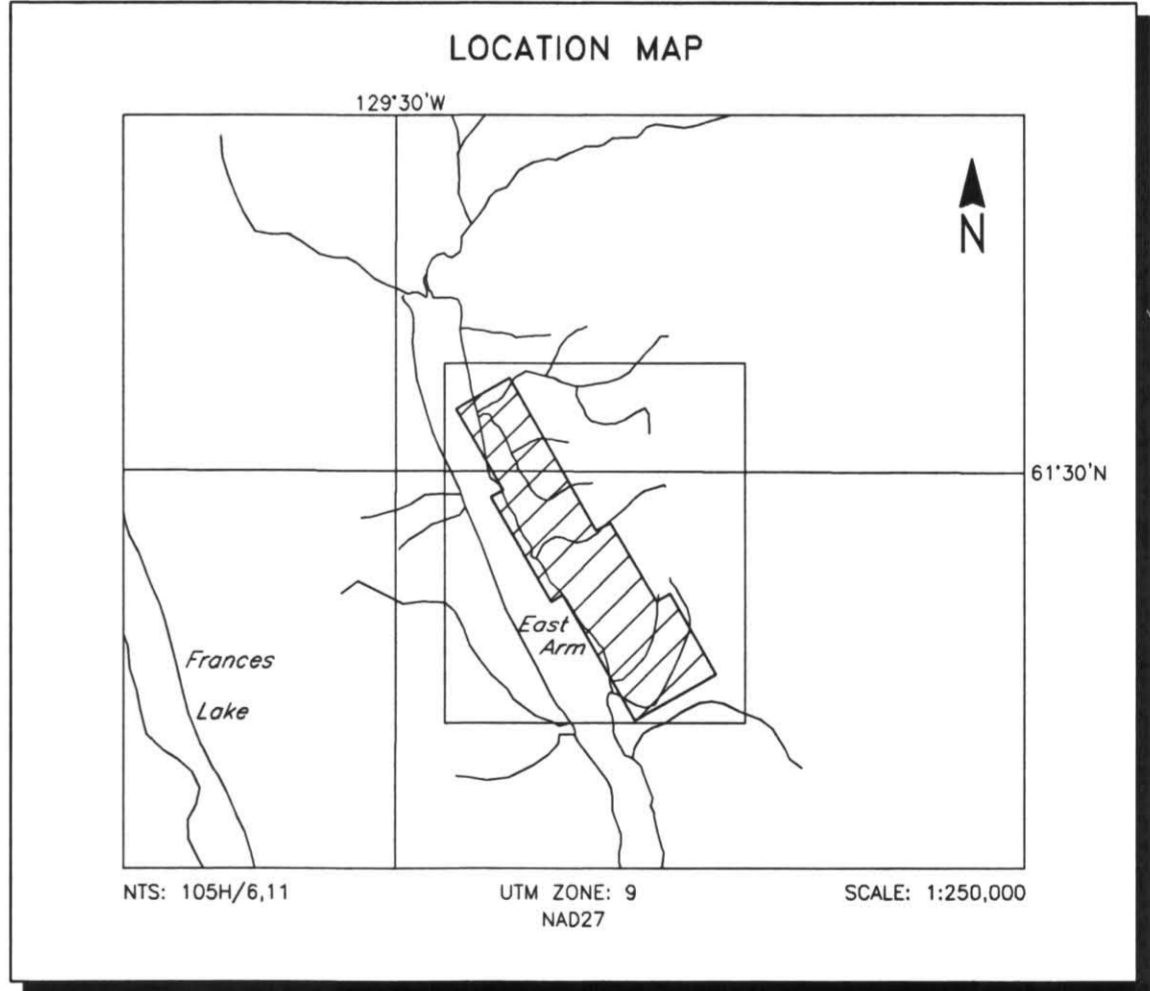 LOCATION MAP
129°30'W
N
61°30'N
East
Arm
Frances
Lake
NTS: 105H/6,11
UTM ZONE: 9
SCALE: 1:250,000
NAD27